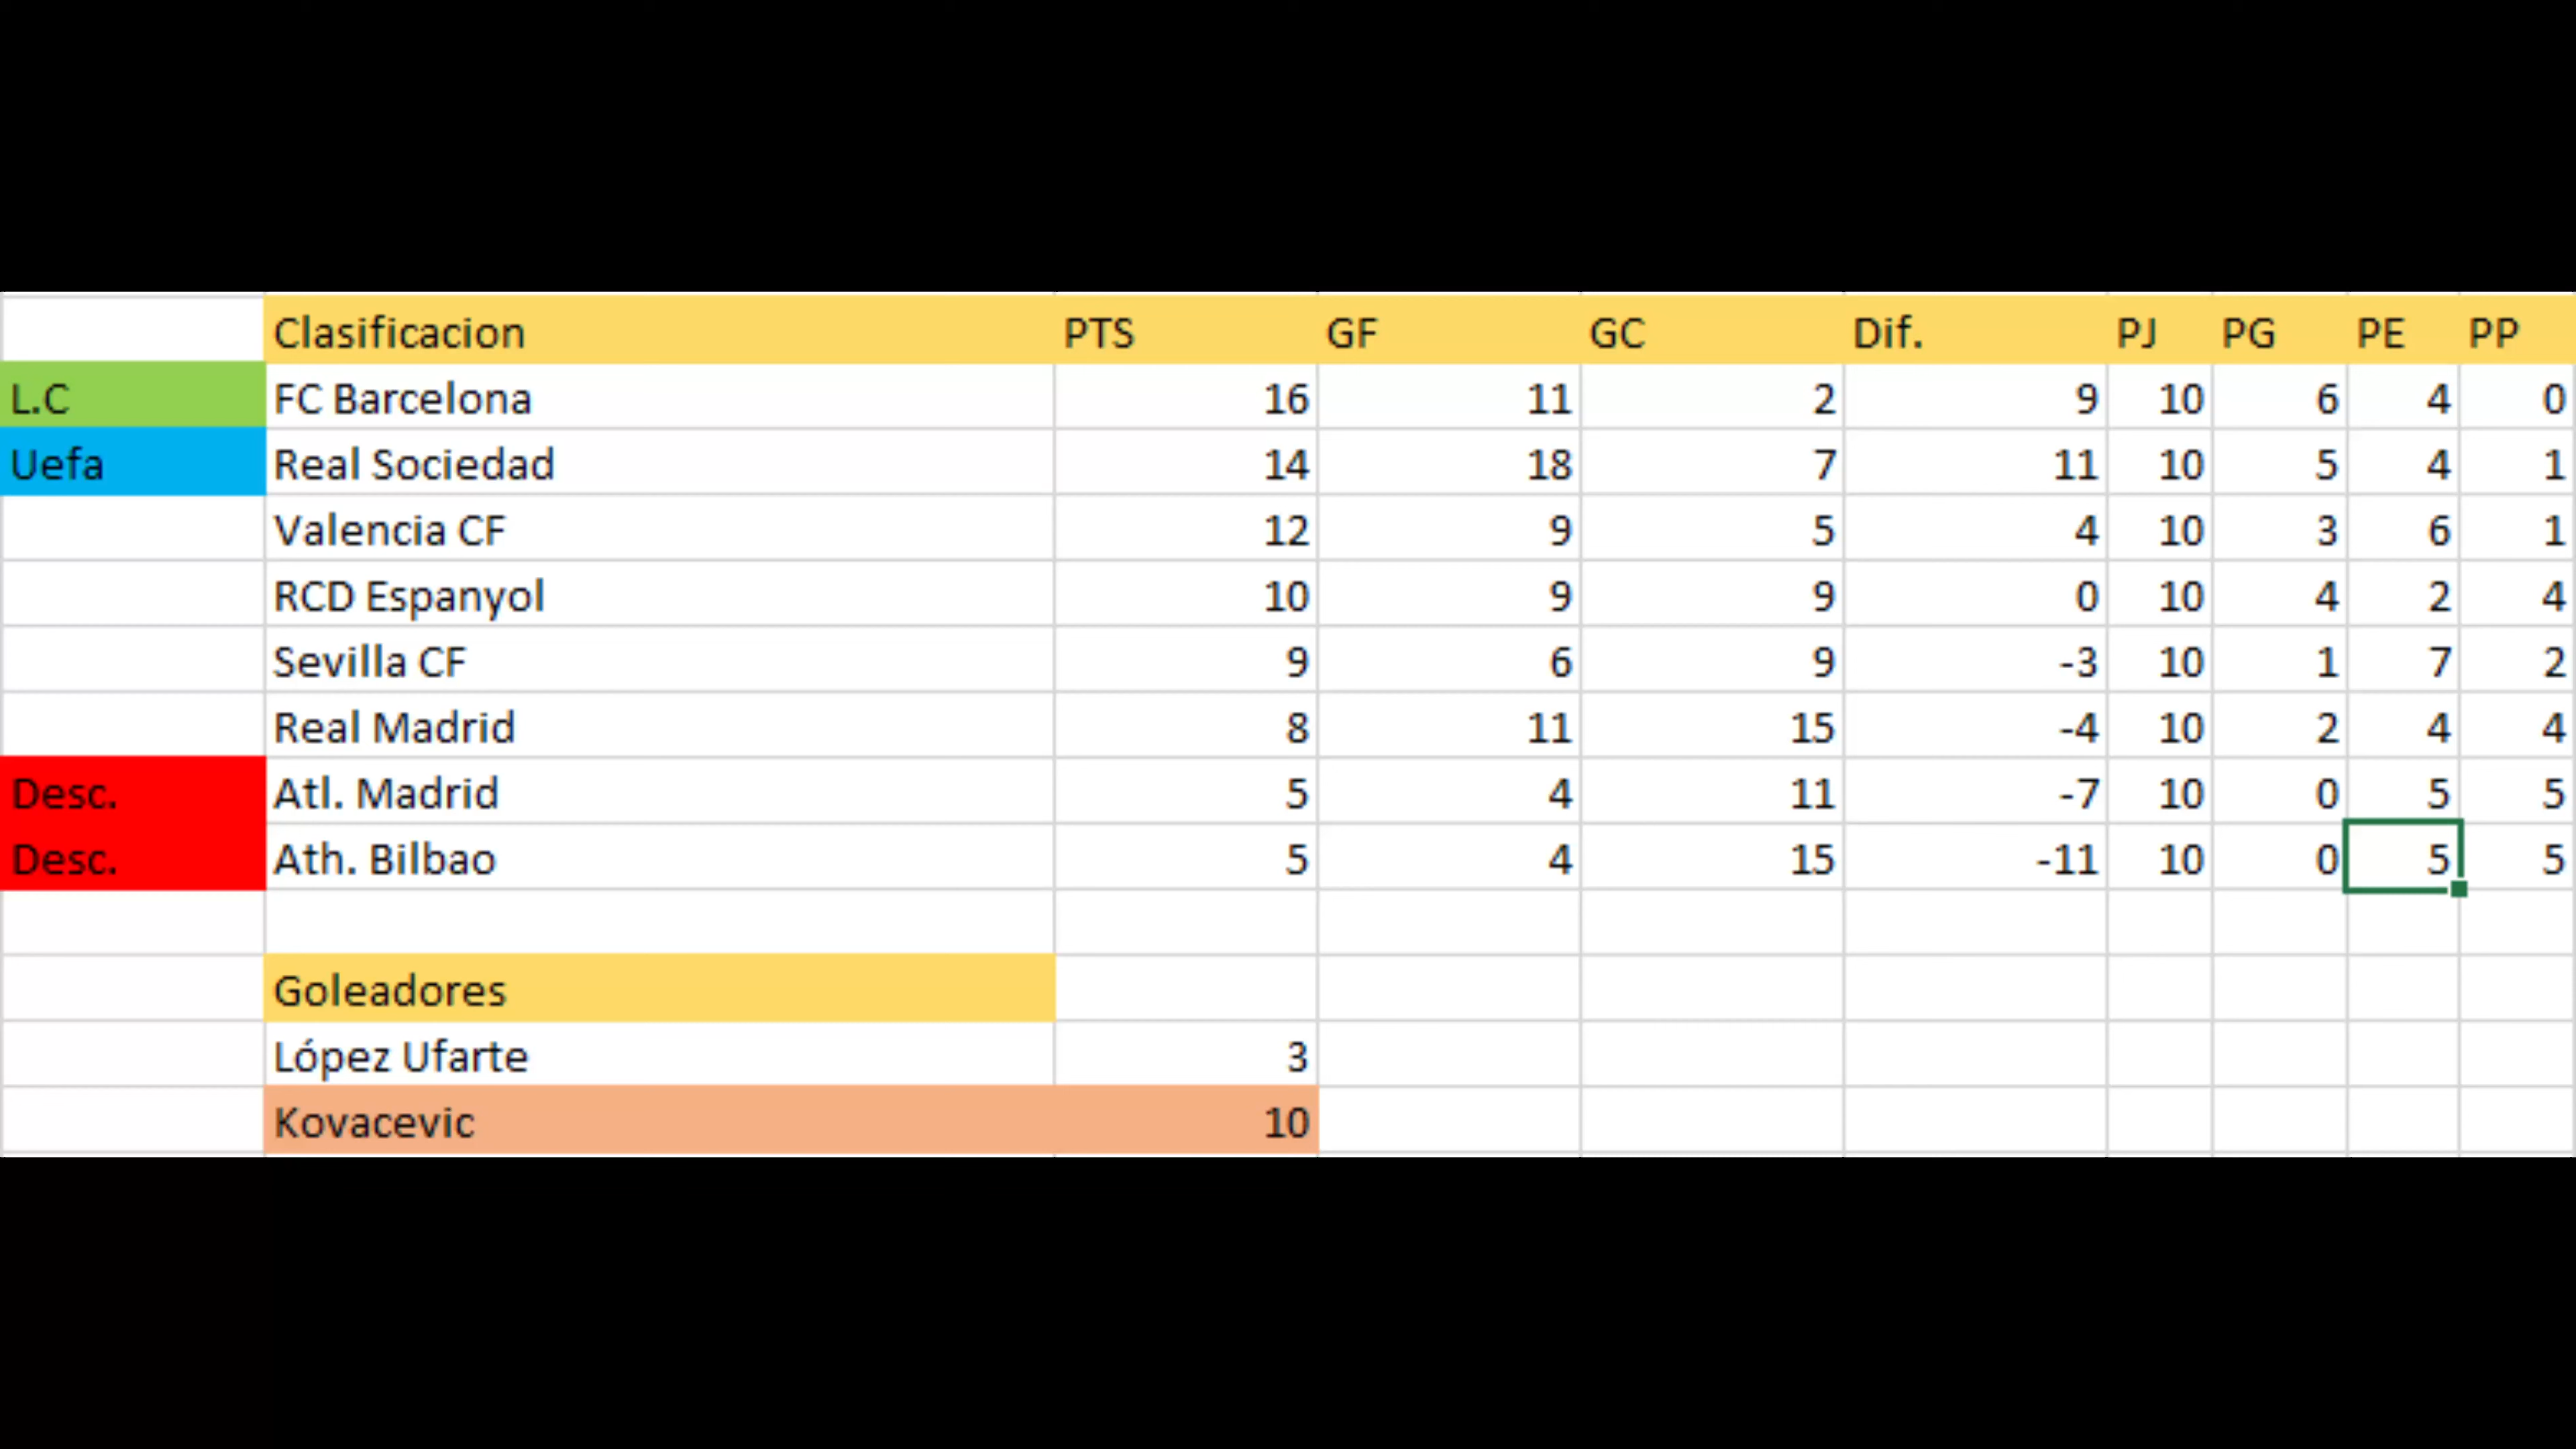 Clasificacion PTS GF GC Dif. PJ PG PE PP
L.C FC Barcelona 16 11 2 9 10 6 4 0
Uefa Real Sociedad 14 18 7 11 10 5 4 1
Valencia CF 12 9 5 4 10 3 6 1
RCD Espanyol 10 9 9 0 10 4 2 4
Sevilla CF 9 6 9 -3 10 1 7 2
Real Madrid 8 11 15 -4 10 2 4 4
Desc. Atl. Madrid 5 4 11 -7 10 0 5 5
Desc. Ath. Bilbao 5 4 15 -11 10 0 5 5
Goleadores
López Ufarte 3
Kovacevic 10